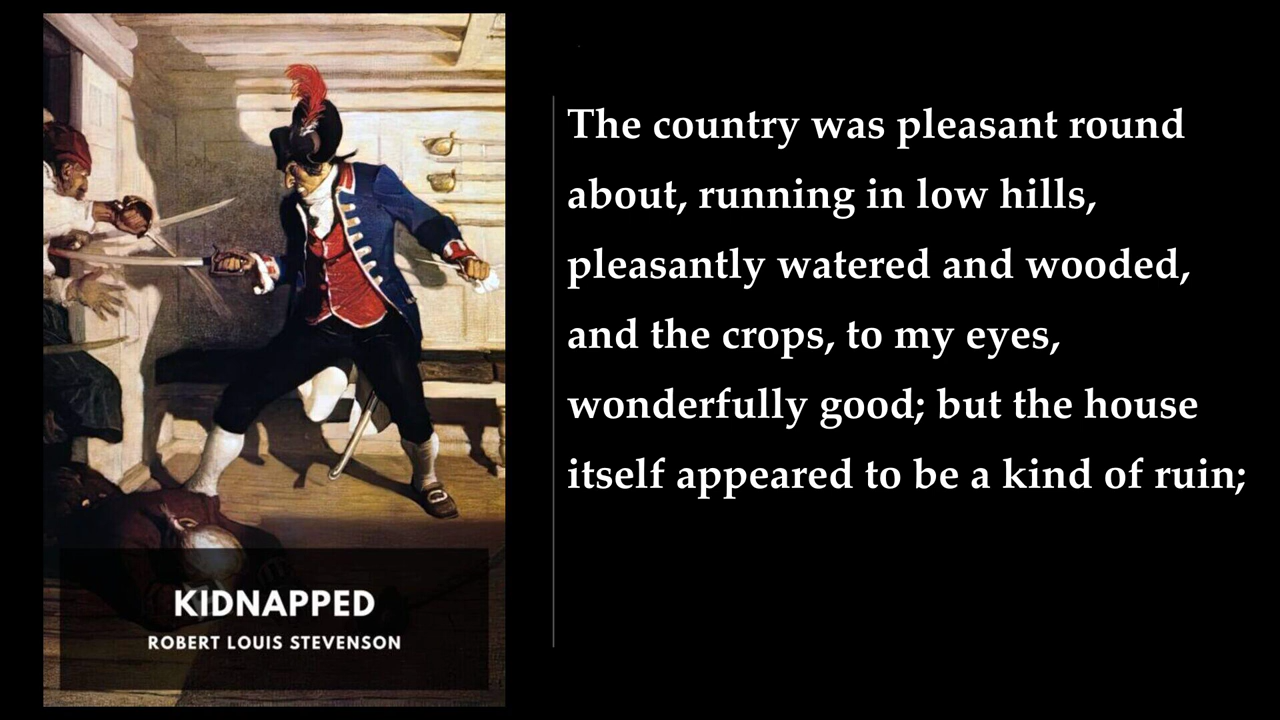 KIDNAPPED
ROBERT LOUIS STEVENSON
The country was pleasant round
about, running in low hills,
pleasantly watered and wooded,
and the crops, to my eyes,
wonderfully good; but the house
itself appeared to be a kind of ruin;